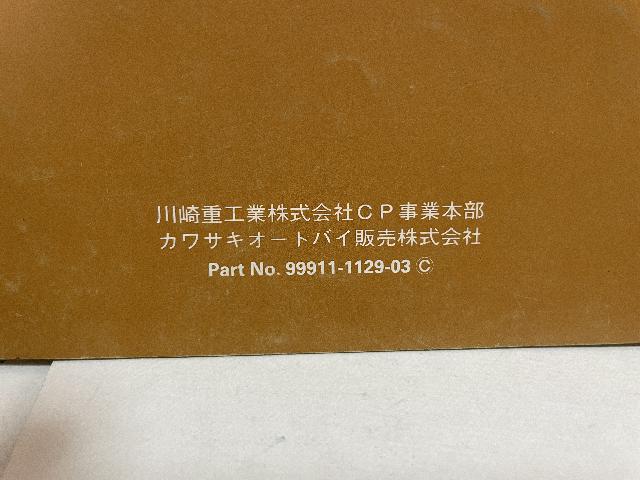 川崎重工業株式会社CP事業本部
カワサキオートバイ販売株式会社
Part No. 99911-1129-03 ©